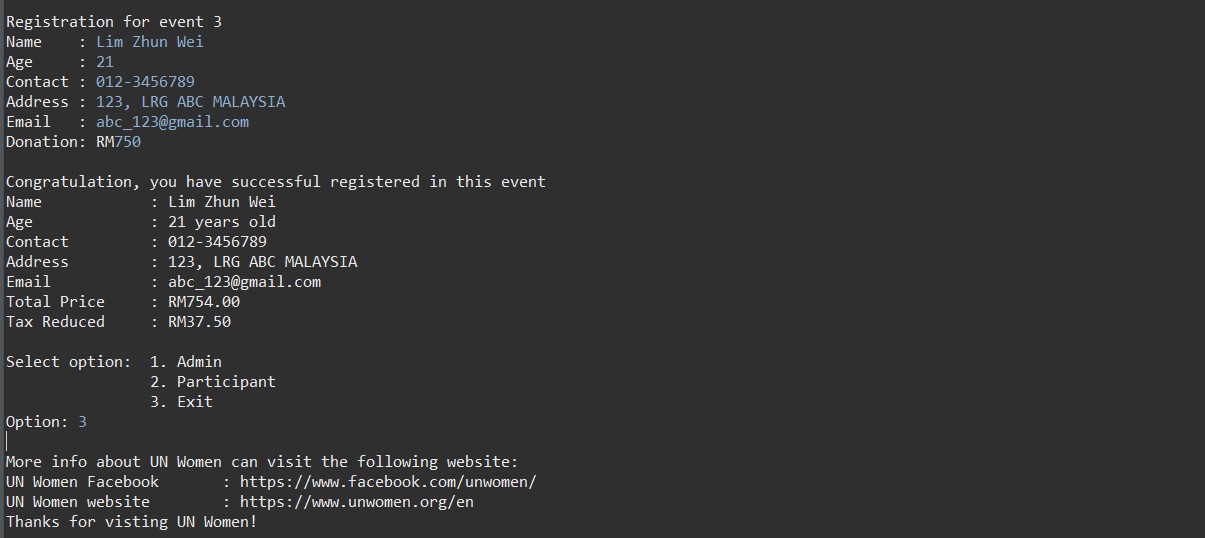 Registration for event 3
Name    : Lim Zhun Wei
Age     : 21
Contact : 012-3456789
Address : 123, LRG ABC MALAYSIA
Email   : abc_123@gmail.com
Donation: RM750
Congratulation, you have successful registered in this event
Name            : Lim Zhun Wei
Age             : 21 years old
Contact         : 012-3456789
Address         : 123, LRG ABC MALAYSIA
Email           : abc_123@gmail.com
Total Price     : RM754.00
Tax Reduced     : RM37.50
Select option:  1. Admin
                2. Participant
                3. Exit
Option: 3
More info about UN Women can visit the following website:
UN Women Facebook       : https://www.facebook.com/unwomen/
UN Women website        : https://www.unwomen.org/en
Thanks for visting UN Women!